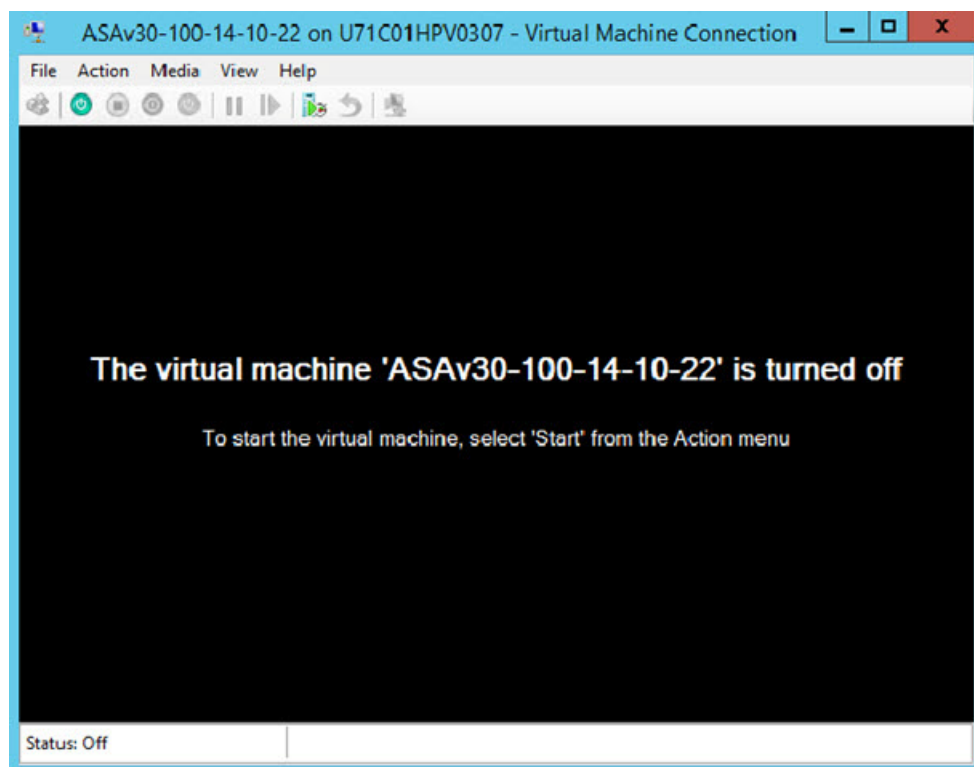 ASAv30-100-14-10-22 on U71C01HPV0307 - Virtual Machine Connection
File Action Media View Help
The virtual machine 'ASAv30-100-14-10-22' is turned off
To start the virtual machine, select 'Start' from the Action menu
Status: Off